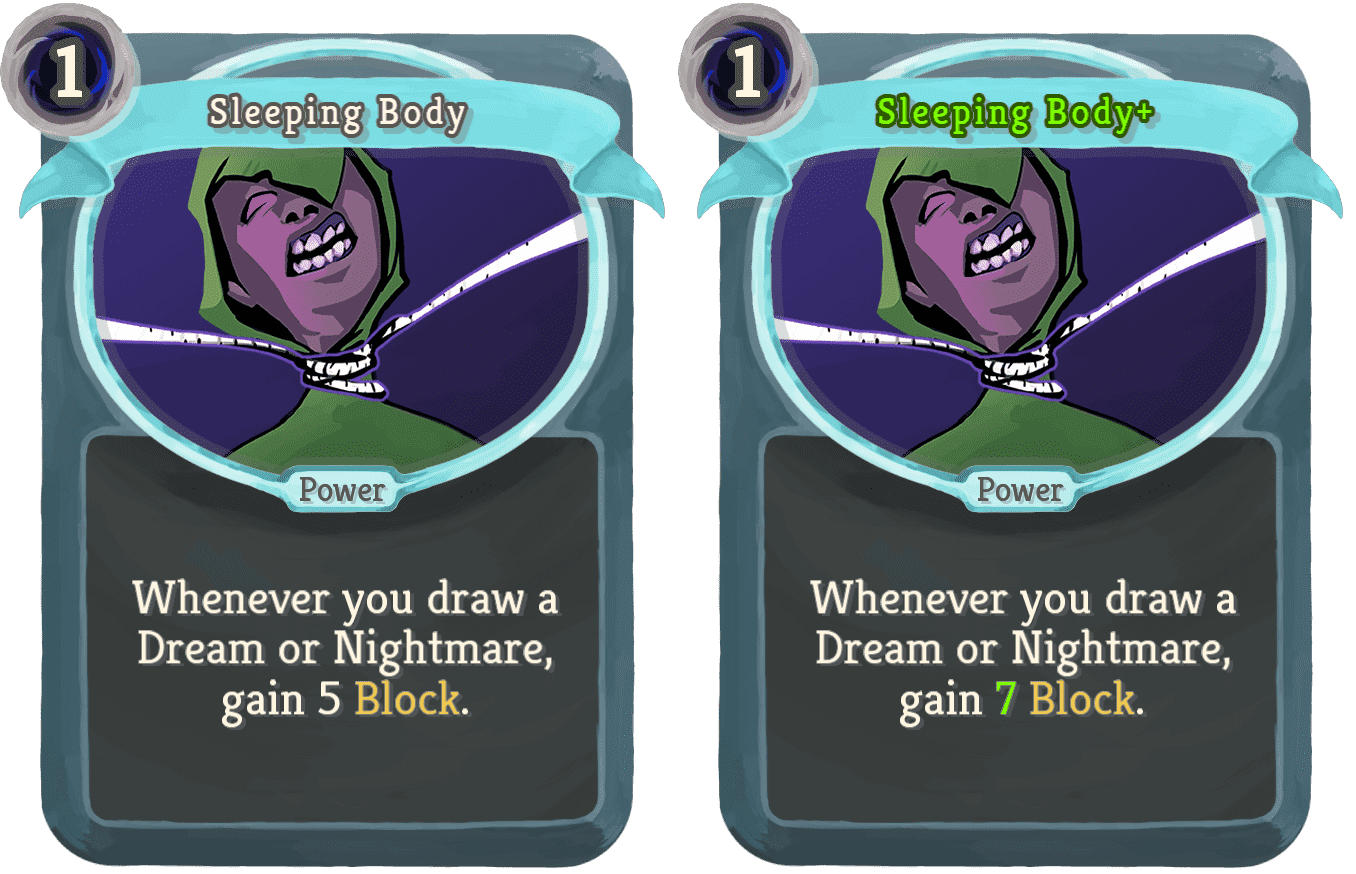 1
Sleeping Body
Power
Whenever you draw a
Dream or Nightmare,
gain 5 Block.
1
Sleeping Body+
Power
Whenever you draw a
Dream or Nightmare,
gain 7 Block.